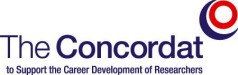 The Concordat
to Support the Career Development of Researchers